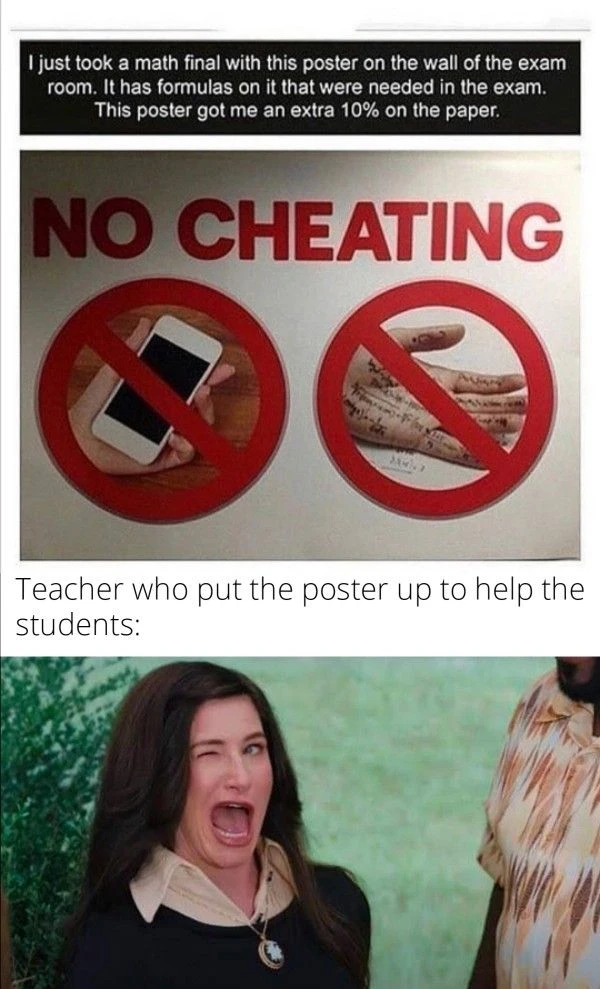 I just took a math final with this poster on the wall of the exam
room. It has formulas on it that were needed in the exam.
This poster got me an extra 10% on the paper.
NO CHEATING
Teacher who put the poster up to help the
students: